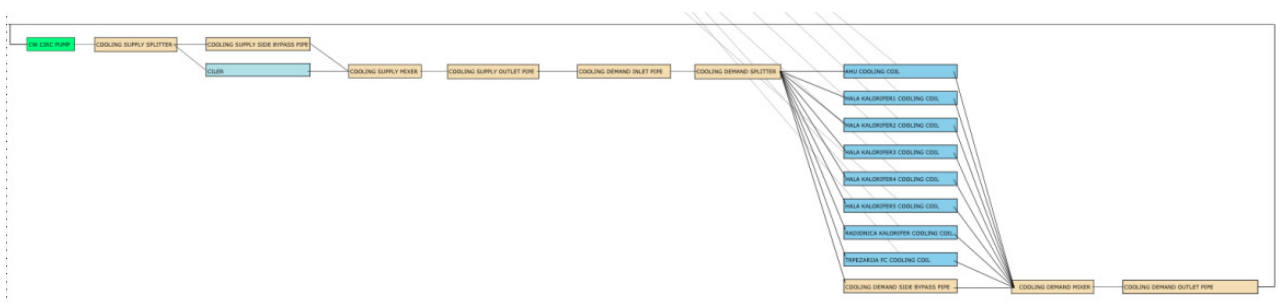 CW CIRC PUMP
COOLING SUPPLY SPLITTER
COOLING SUPPLY SIDE BYPASS PIPE
CILER
COOLING SUPPLY MIXER
COOLING SUPPLY OUTLET PIPE
COOLING DEMAND INLET PIPE
COOLING DEMAND SPLITTER
AHU COOLING COIL
HALA KALORIFER1 COOLING COIL
HALA KALORIFER2 COOLING COIL
HALA KALORIFER3 COOLING COIL
HALA KALORIFER4 COOLING COIL
HALA KALORIFER5 COOLING COIL
RADIONICA KALORIFER COOLING COIL
TRPEZARIJA FC COOLING COIL
COOLING DEMAND SIDE BYPASS PIPE
COOLING DEMAND MIXER
COOLING DEMAND OUTLET PIPE